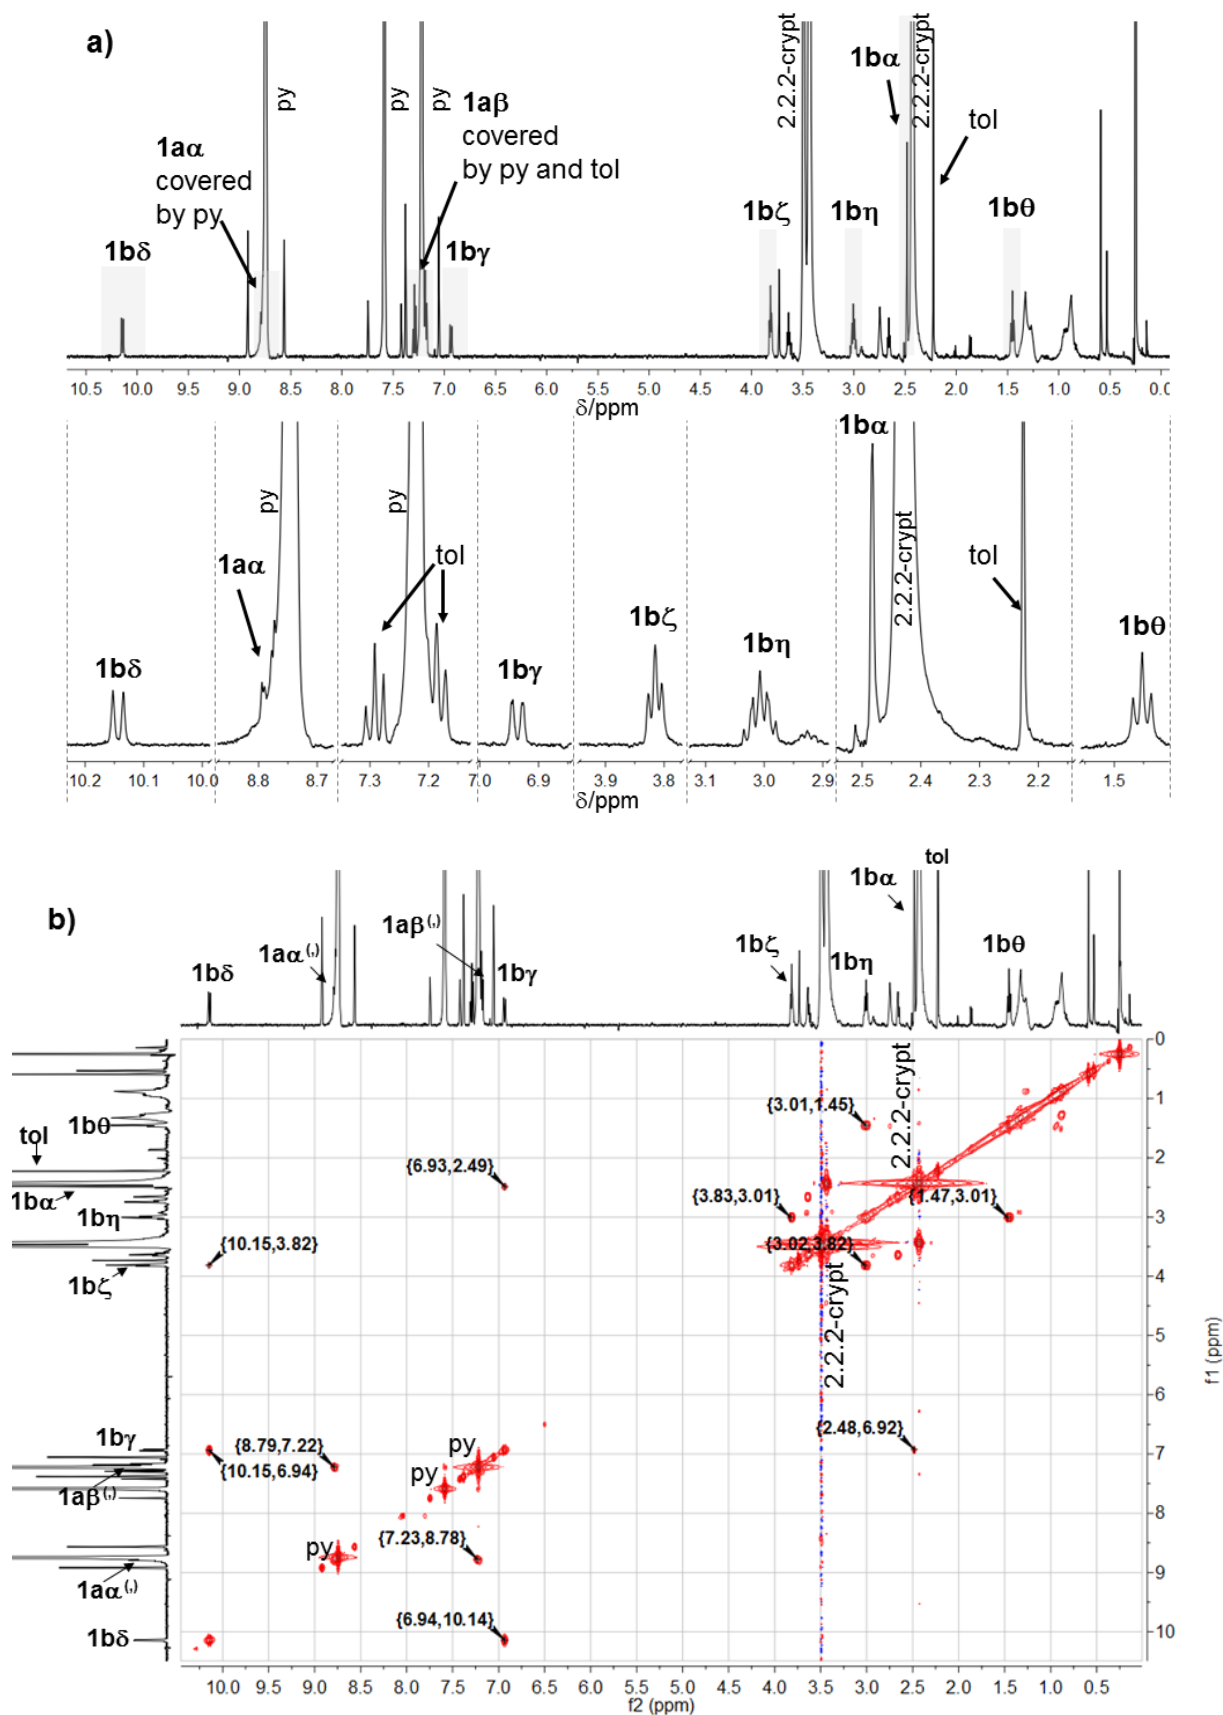 a)
py
py
py
2.2.2-crypt
1bα
2.2.2-crypt
tol
1aβ
covered
by py and tol
1aα
covered
by py
1bδ
1bγ
1bζ
1bη
1bθ
10.5 10.0 9.5 9.0 8.5 8.0 7.5 7.0 6.5 6.0 5.5 5.0 4.5 4.0 3.5 3.0 2.5 2.0 1.5 1.0 0.5 0.0
δ/ppm
1bα
py
py
2.2.2-crypt
tol
tol
1aα
1bδ
1bγ
1bζ
1bη
1bθ
10.2 10.1 10.0 8.8 8.7 7.3 7.2 7.0 6.9 3.9 3.8 3.1 3.0 2.9 2.5 2.4 2.3 2.2 1.5
δ/ppm
b)
tol
1bα
1aβ(,)
1aα(,)
1bδ
1bγ
1bζ
1bη
1bθ
2.2.2-crypt
{3.01,1.45}
1bθ
tol
{6.93,2.49}
1bα
{3.83,3.01}
{1.47,3.01}
1bη
{10.15,3.82}
{3.02,3.82}
1bζ
2.2.2-crypt
{2.48,6.92}
1bγ
{8.79,7.22}
py
{10.15,6.94}
py
1aβ(,)
{7.23,8.78}
py
1aα(,)
{6.94,10.14}
1bδ
0
1
2
3
4
5
6
7
8
9
10
f1 (ppm)
10.0 9.5 9.0 8.5 8.0 7.5 7.0 6.5 6.0 5.5 5.0 4.5 4.0 3.5 3.0 2.5 2.0 1.5 1.0 0.5
f2 (ppm)